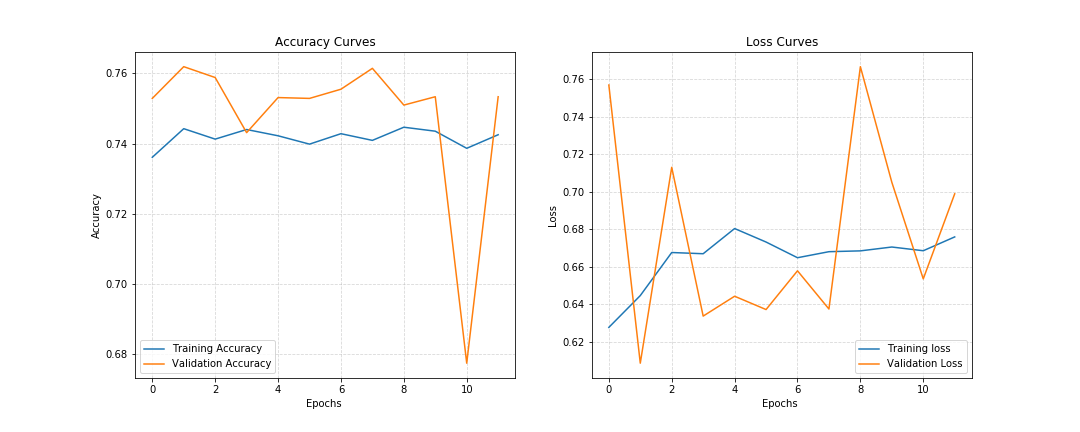 Accuracy Curves
0.76
0.74
0.72
0.70
0.68
Accuracy
Training Accuracy
Validation Accuracy
0 2 4 6 8 10
Epochs
Loss Curves
0.76
0.74
0.72
0.70
0.68
0.66
0.64
0.62
Loss
Training loss
Validation Loss
0 2 4 6 8 10
Epochs